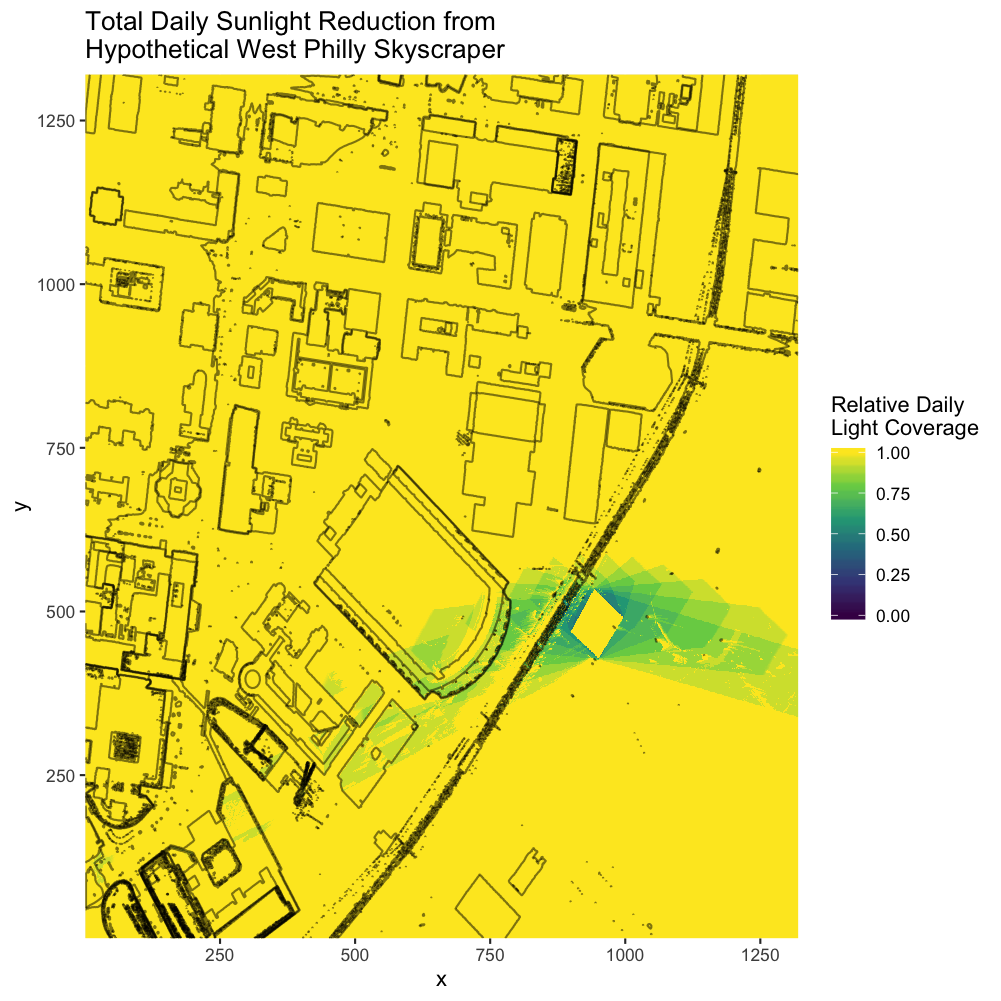 Total Daily Sunlight Reduction from
Hypothetical West Philly Skyscraper
1250
1000
750
500
250
y
250
500
750
1000
1250
x
Relative Daily
Light Coverage
1.00
0.75
0.50
0.25
0.00